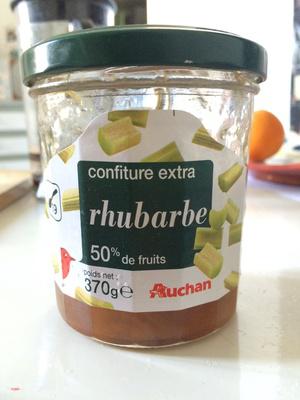 confiture extra
rhubarbe
50% de fruits
poids net:
370g℮
Auchan